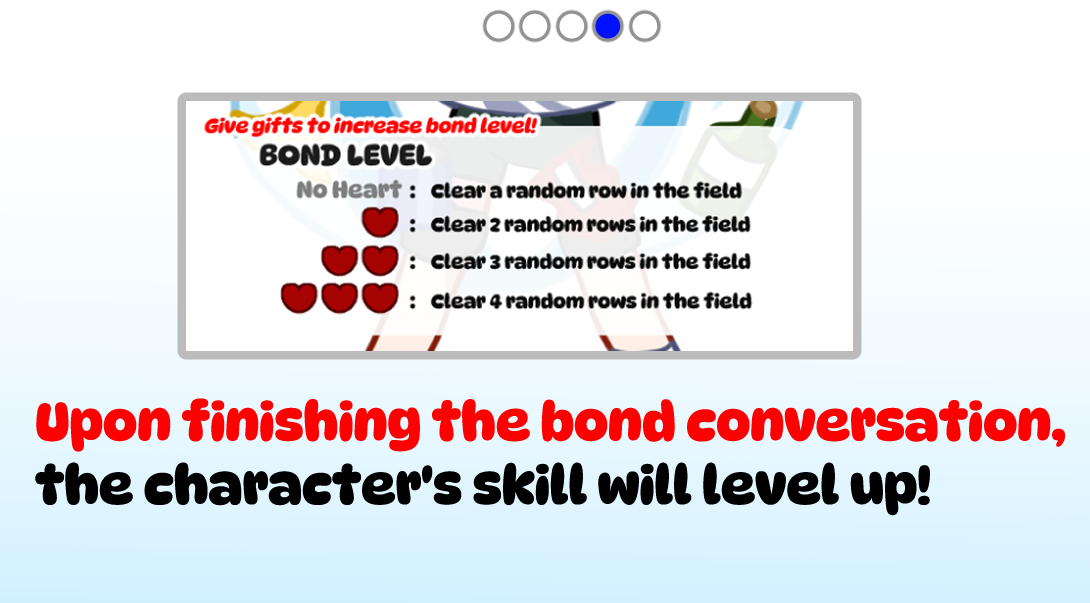 Give gifts to increase bond level!
BOND LEVEL
No Heart : Clear a random row in the field
: Clear 2 random rows in the field
: Clear 3 random rows in the field
: Clear 4 random rows in the field
Upon finishing the bond conversation,
the character's skill will level up!